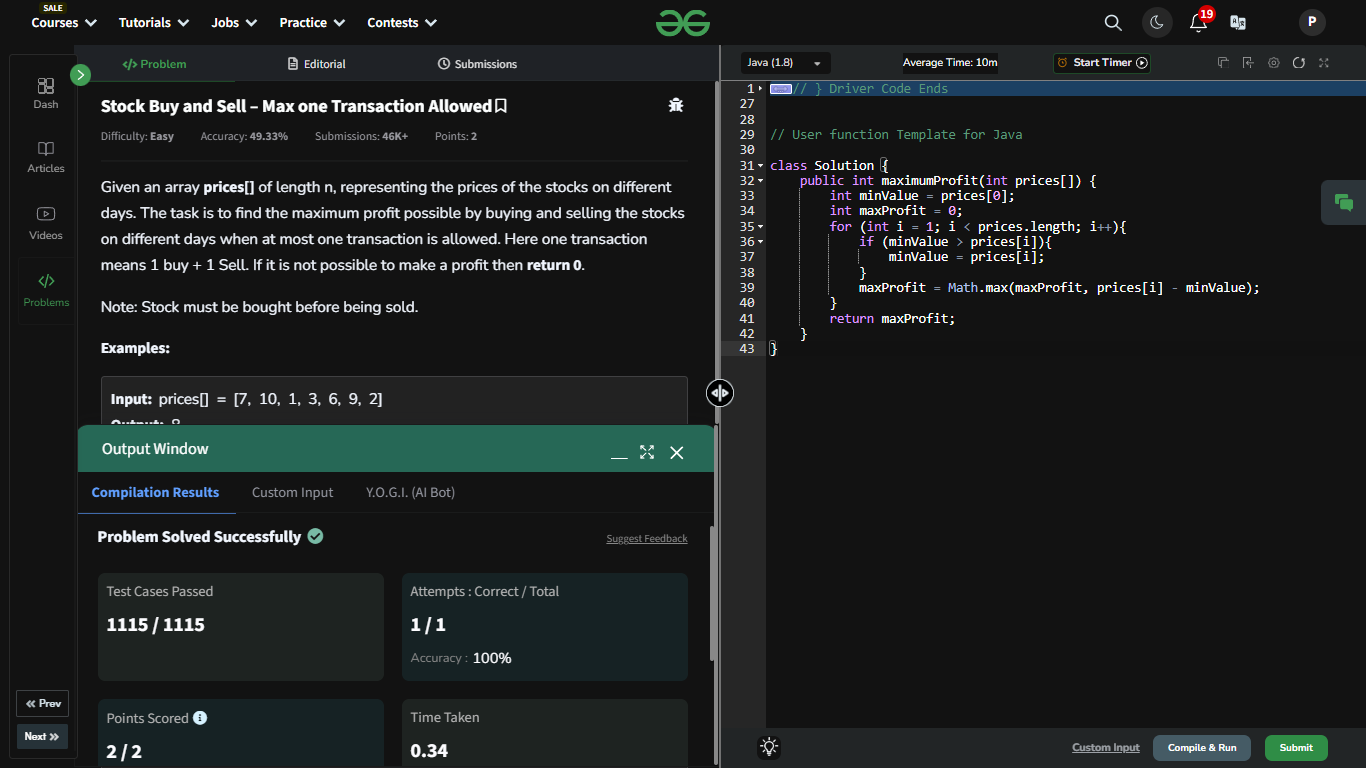 SALE
Courses Tutorials Jobs Practice Contests
19
P
Dash
Articles
Videos
Problems
Prev
Next
Problem Editorial Submissions
Stock Buy and Sell – Max one Transaction Allowed
Difficulty: Easy Accuracy: 49.33% Submissions: 46K+ Points: 2
Given an array prices[] of length n, representing the prices of the stocks on different
days. The task is to find the maximum profit possible by buying and selling the stocks
on different days when at most one transaction is allowed. Here one transaction
means 1 buy + 1 Sell. If it is not possible to make a profit then return 0.
Note: Stock must be bought before being sold.
Examples:
Input: prices[] = [7, 10, 1, 3, 6, 9, 2]
Output: 8
Output Window
Compilation Results Custom Input Y.O.G.I. (AI Bot)
Problem Solved Successfully
Suggest Feedback
Test Cases Passed
1115 / 1115
Attempts : Correct / Total
1 / 1
Accuracy : 100%
Points Scored
2 / 2
Time Taken
0.34
Java (1.8) Average Time: 10m Start Timer
1 // } Driver Code Ends
27
28
29 // User function Template for Java
30
31 class Solution {
32 public int maximumProfit(int prices[]) {
33 int minValue = prices[0];
34 int maxProfit = 0;
35 for (int i = 1; i < prices.length; i++){
36 if (minValue > prices[i]){
37 minValue = prices[i];
38 }
39 maxProfit = Math.max(maxProfit, prices[i] - minValue);
40 }
41 return maxProfit;
42 }
43 }
Custom Input Compile & Run Submit